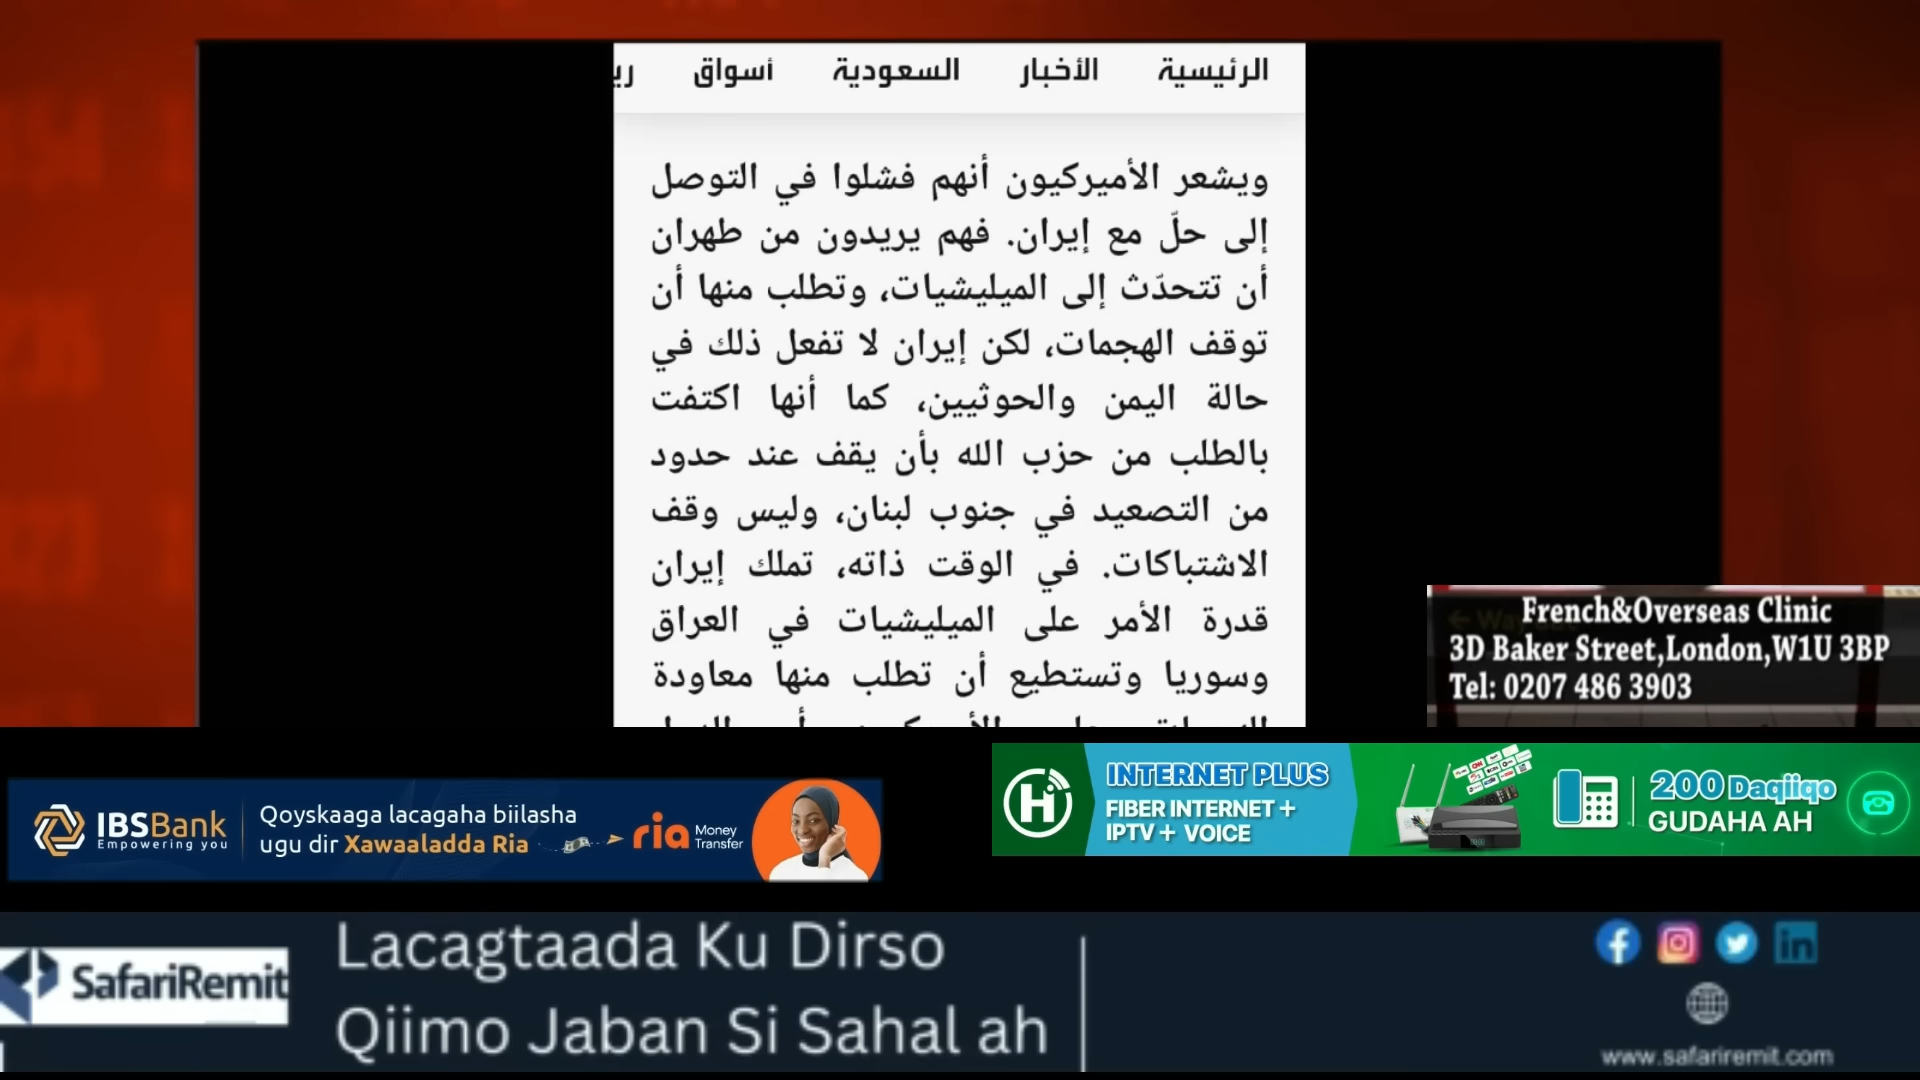 الرئيسية الأخبار السعودية أسواق
ويشعر الأميركيون أنهم فشلوا في التوصل
إلى حلّ مع إيران. فهم يريدون من طهران
أن تتحدّث إلى الميليشيات، وتطلب منها أن
توقف الهجمات، لكن إيران لا تفعل ذلك في
حالة اليمن والحوثيين، كما أنها اكتفت
بالطلب من حزب الله بأن يقف عند حدود
من التصعيد في جنوب لبنان، وليس وقف
الاشتباكات. في الوقت ذاته، تملك إيران
قدرة الأمر على الميليشيات في العراق
وسوريا وتستطيع أن تطلب منها معاودة
French&Overseas Clinic
3D Baker Street,London,W1U 3BP
Tel: 0207 486 3903
IBSBank
Empowering you
Qoyskaaga lacagaha biilasha
ugu dir Xawaaladda Ria
ria Money Transfer
INTERNET PLUS
FIBER INTERNET +
IPTV + VOICE
200 Daqiiqo
GUDAHA AH
SafariRemit
Lacagtaada Ku Dirso
Qiimo Jaban Si Sahal ah
www.safariremit.com